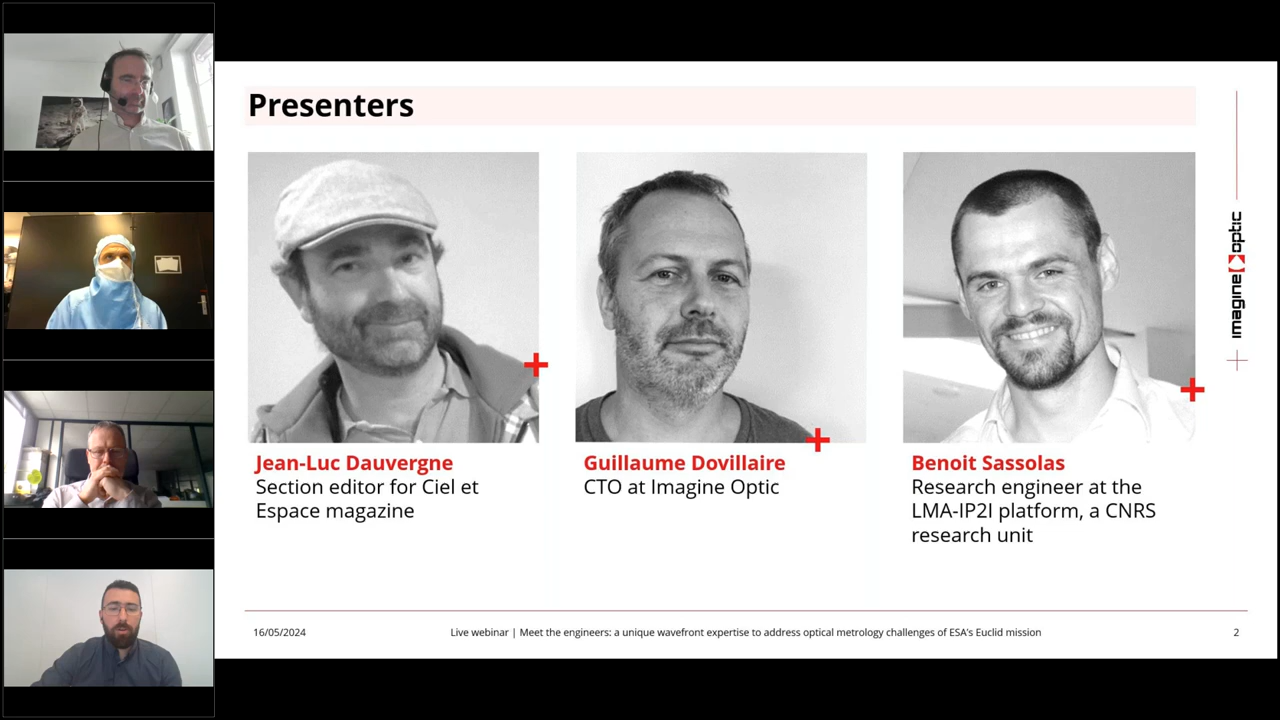 Presenters
Jean-Luc Dauvergne
Section editor for Ciel et
Espace magazine
Guillaume Dovillaire
CTO at Imagine Optic
Benoit Sassolas
Research engineer at the
LMA-IP2I platform, a CNRS
research unit
imagine optic
16/05/2024
Live webinar | Meet the engineers: a unique wavefront expertise to address optical metrology challenges of ESA's Euclid mission
2